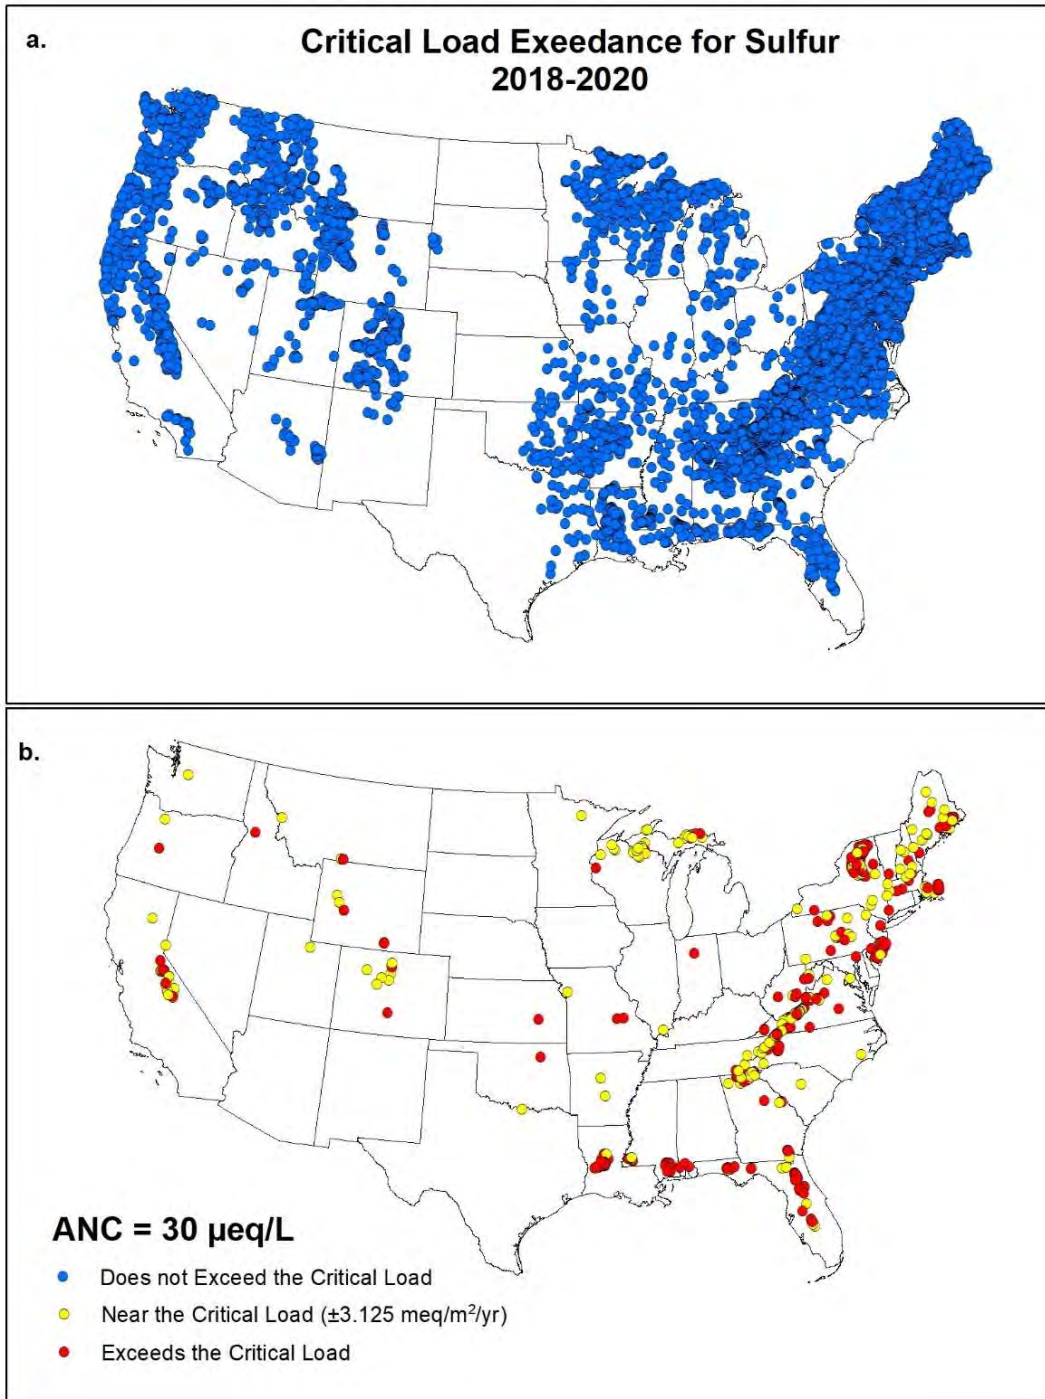 a.
Critical Load Exeedance for Sulfur
2018-2020
b.
ANC = 30 µeq/L
Does not Exceed the Critical Load
Near the Critical Load (±3.125 meq/m²/yr)
Exceeds the Critical Load